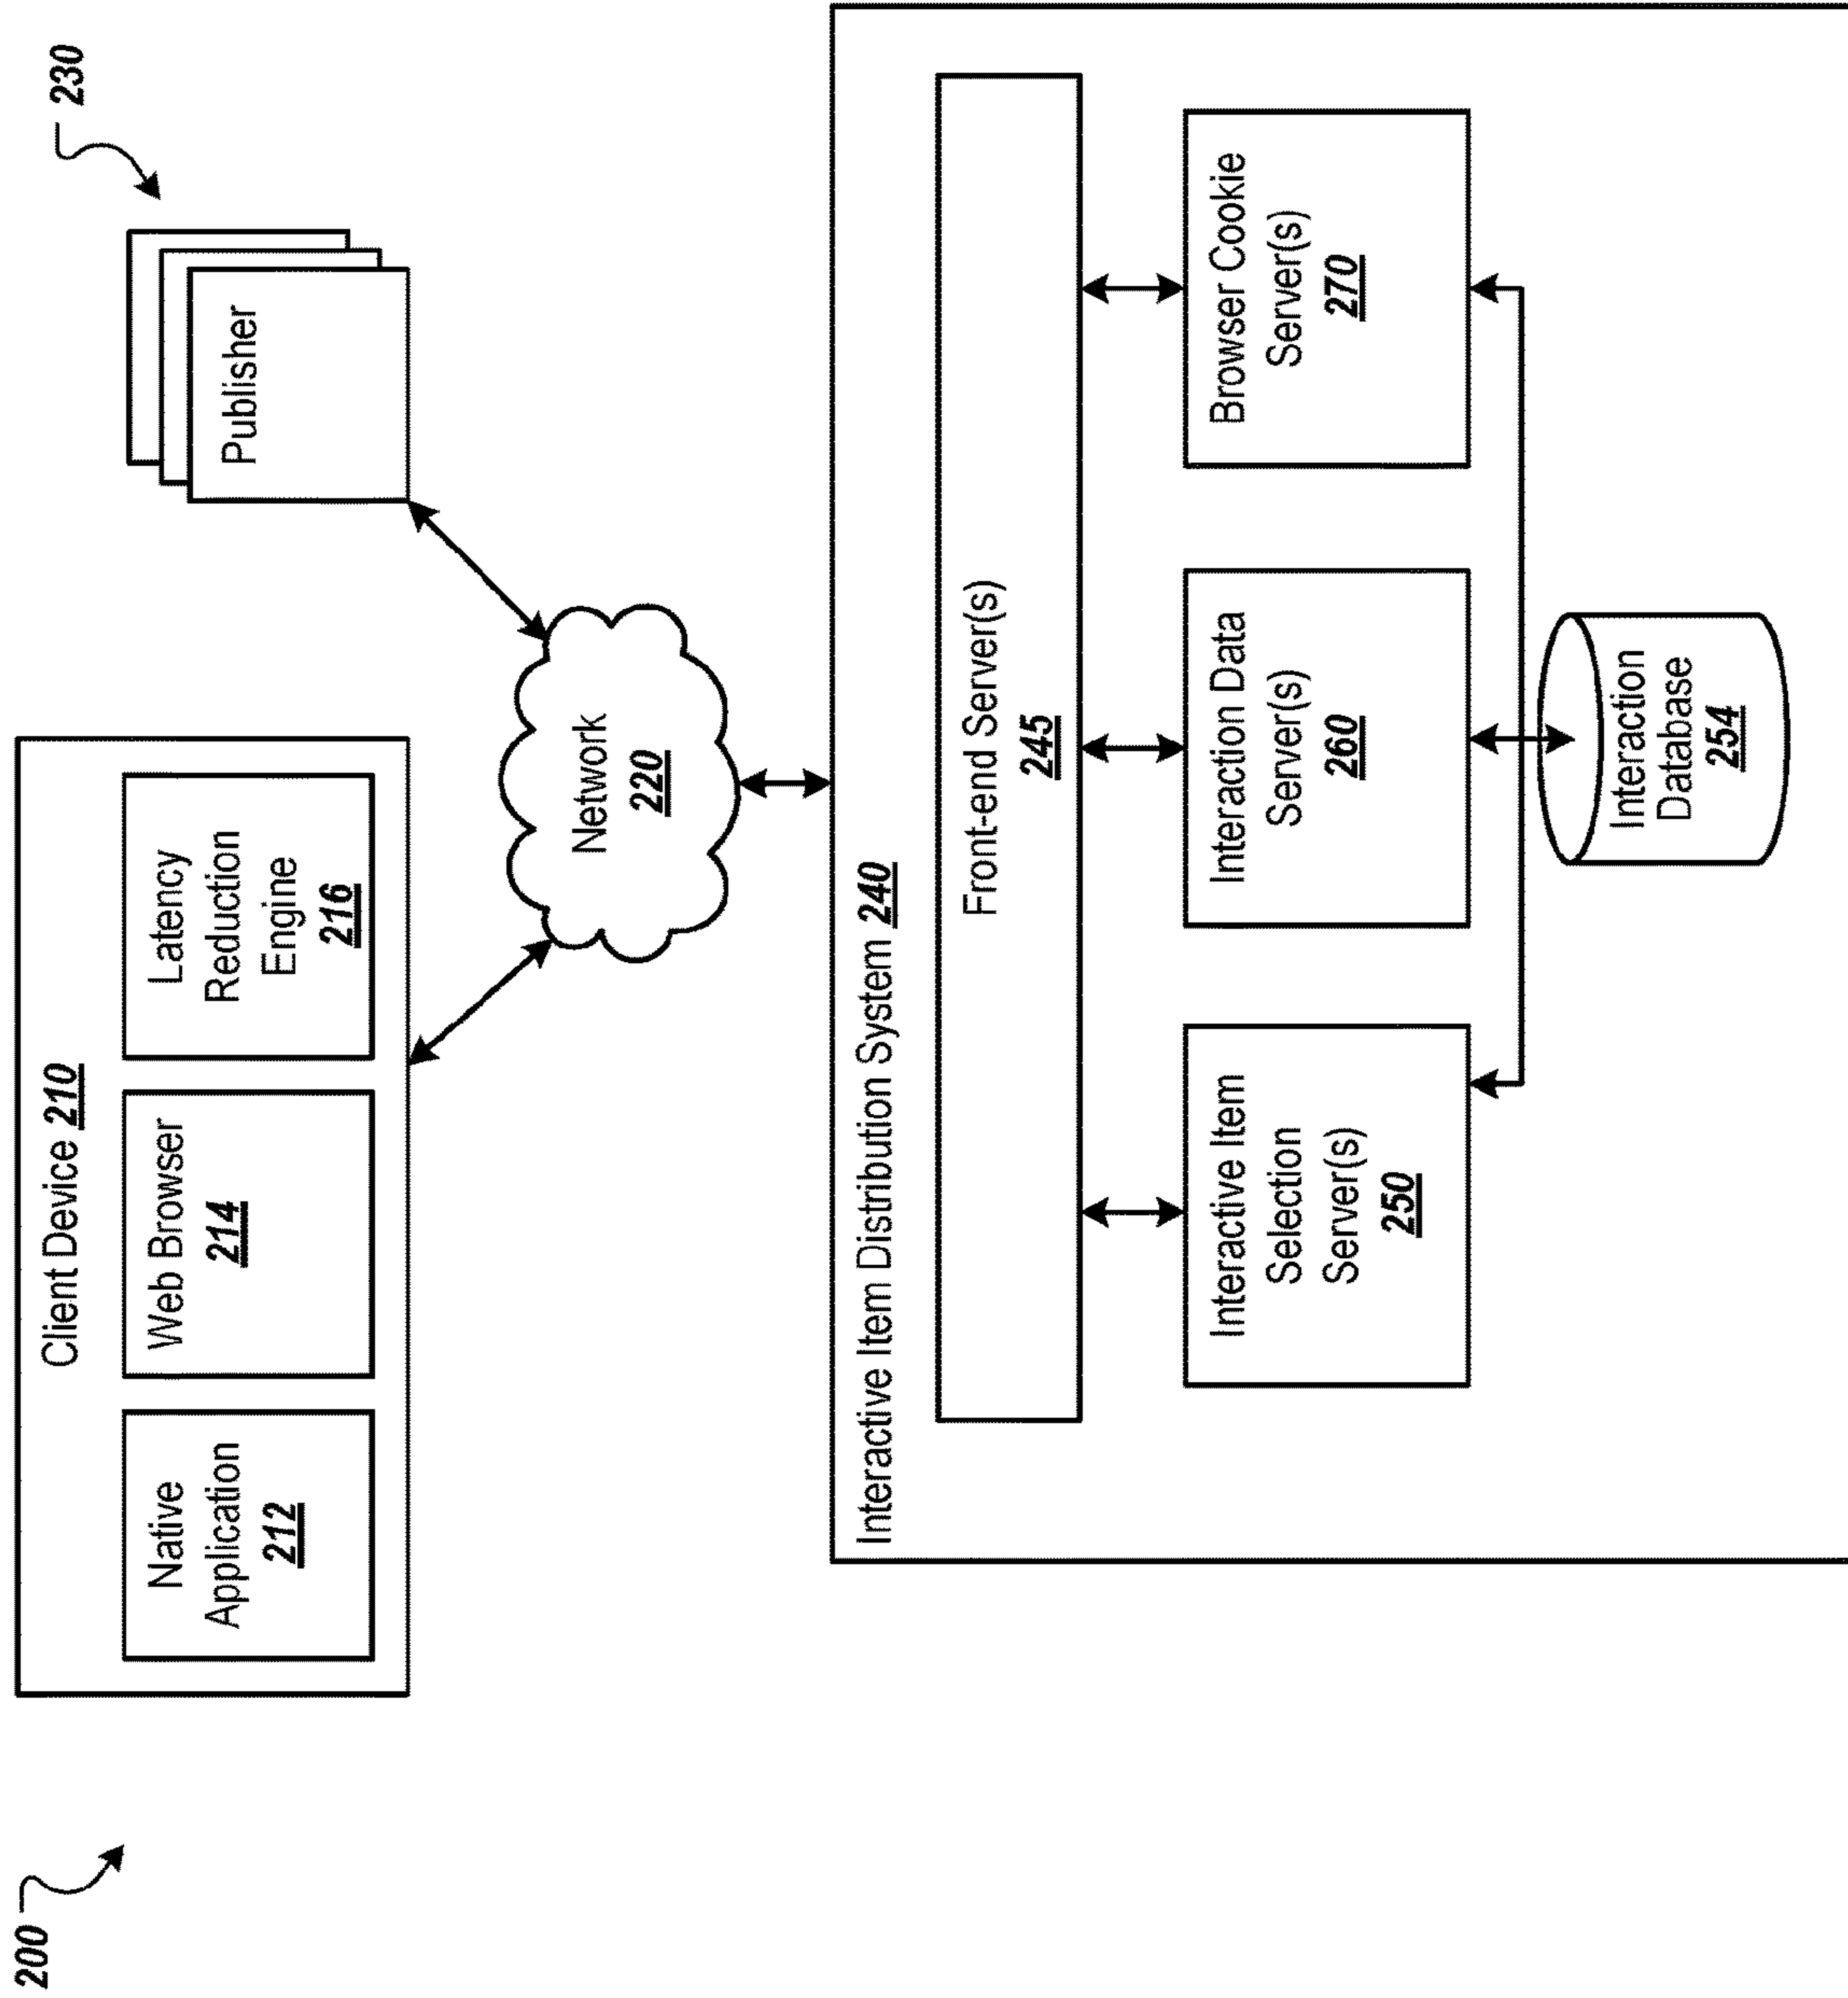 200
Client Device 210
Native
Application
212
Web Browser
214
Latency
Reduction
Engine
216
230
Publisher
Network
220
Interactive Item Distribution System 240
Front-end Server(s)
245
Interactive Item
Selection
Server(s)
250
Interaction Data
Server(s)
260
Browser Cookie
Server(s)
270
Interaction
Database
254